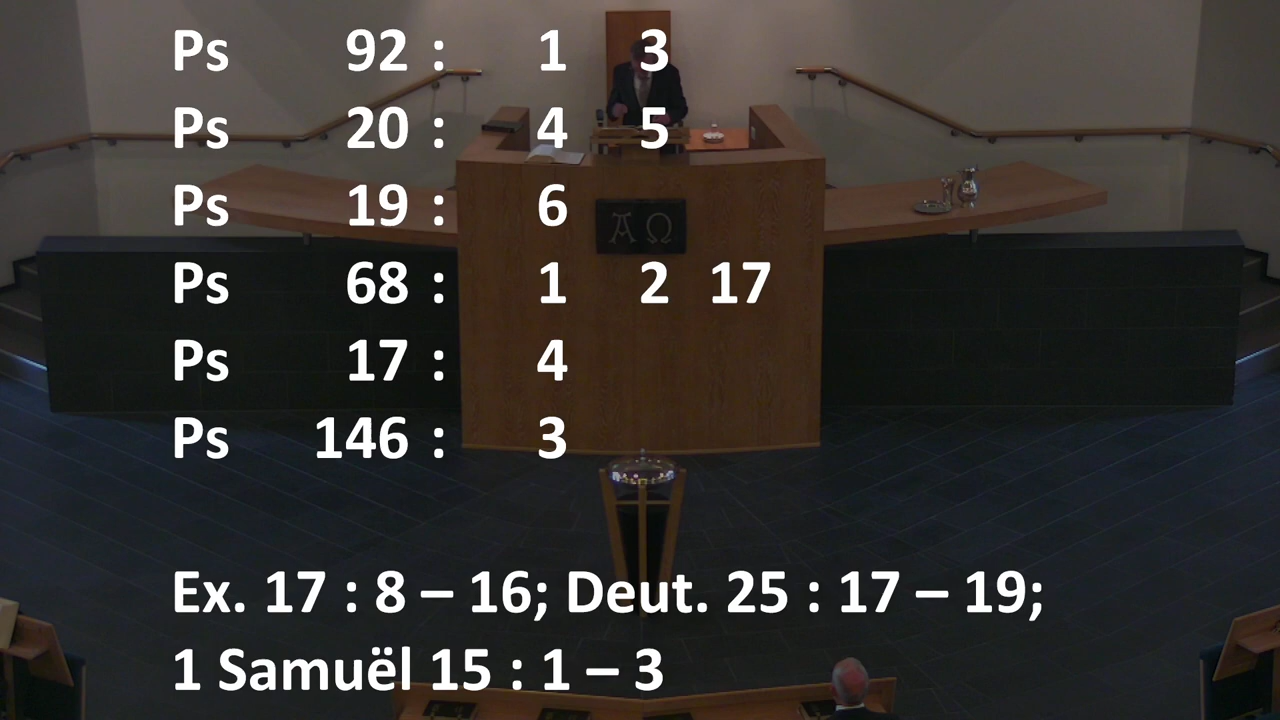 Ps 92 : 1 3
Ps 20 : 4 5
Ps 19 : 6
Ps 68 : 1 2 17
Ps 17 : 4
Ps 146 : 3
Α Ω
Ex. 17 : 8 – 16; Deut. 25 : 17 – 19;
1 Samuël 15 : 1 – 3